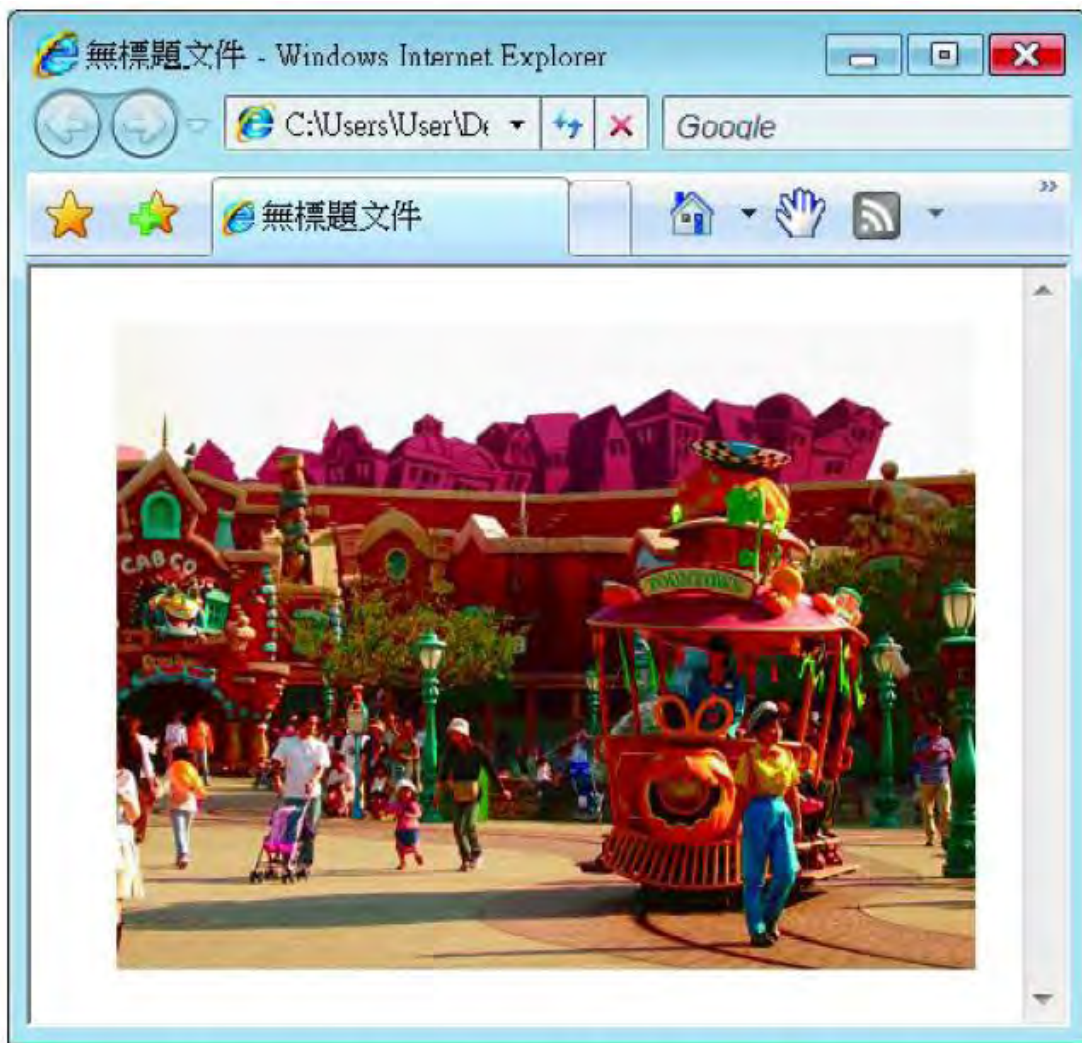 無標題文件 - Windows Internet Explorer
C:\Users\User\De
Google
無標題文件
CAB CO
TOONTOWN